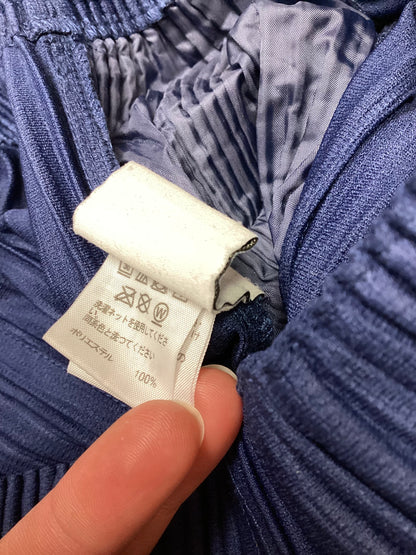 W
洗濯ネットを使用してくださ
い。
同系色と洗ってください
の
ポリエステル
100%